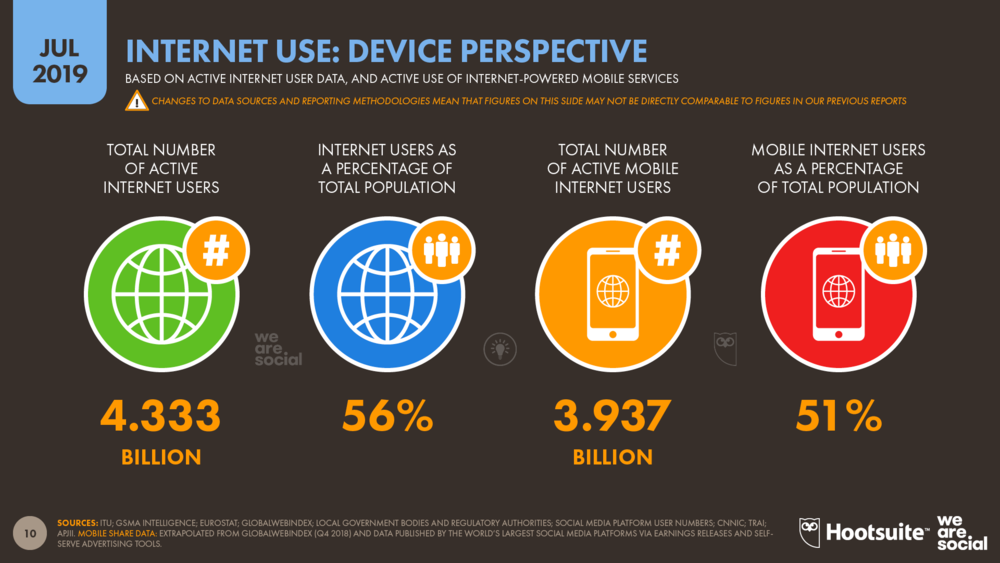 JUL
2019
INTERNET USE: DEVICE PERSPECTIVE
BASED ON ACTIVE INTERNET USER DATA, AND ACTIVE USE OF INTERNET-POWERED MOBILE SERVICES
! CHANGES TO DATA SOURCES AND REPORTING METHODOLOGIES MEAN THAT FIGURES ON THIS SLIDE MAY NOT BE DIRECTLY COMPARABLE TO FIGURES IN OUR PREVIOUS REPORTS
TOTAL NUMBER
OF ACTIVE
INTERNET USERS
#
4.333
BILLION
INTERNET USERS AS
A PERCENTAGE OF
TOTAL POPULATION
56%
TOTAL NUMBER
OF ACTIVE MOBILE
INTERNET USERS
#
3.937
BILLION
MOBILE INTERNET USERS
AS A PERCENTAGE
OF TOTAL POPULATION
51%
we
are
social
10
SOURCES: ITU; GSMA INTELLIGENCE; EUROSTAT; GLOBALWEBINDEX; LOCAL GOVERNMENT BODIES AND REGULATORY AUTHORITIES; SOCIAL MEDIA PLATFORM USER NUMBERS; CNNIC; TRAI;
APJII. MOBILE SHARE DATA: EXTRAPOLATED FROM GLOBALWEBINDEX (Q4 2018) AND DATA PUBLISHED BY THE WORLD'S LARGEST SOCIAL MEDIA PLATFORMS VIA EARNINGS RELEASES AND SELF-
SERVE ADVERTISING TOOLS.
Hootsuite™
we
are
social